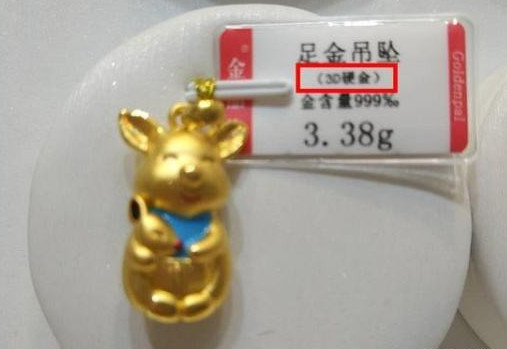 足金吊坠
（3D硬金）
金含量999‰
3.38g
金
Goldenpal